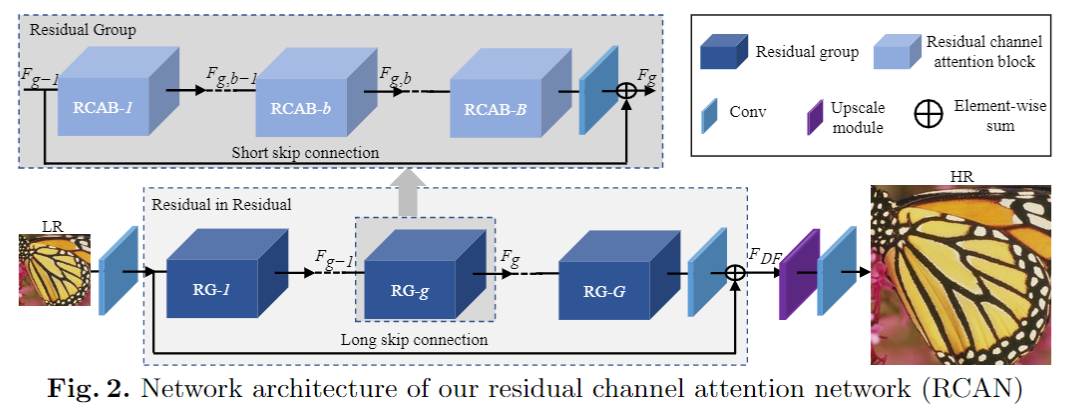 Residual Group
F_{g-1}
RCAB-1
F_{g,b-1}
RCAB-b
F_{g,b}
RCAB-B
F_g
Short skip connection
Residual group
Residual channel
attention block
Conv
Upscale
module
Element-wise
sum
Residual in Residual
LR
RG-1
F_{g-1}
RG-g
F_g
RG-G
F_{DF}
HR
Long skip connection
Fig. 2. Network architecture of our residual channel attention network (RCAN)